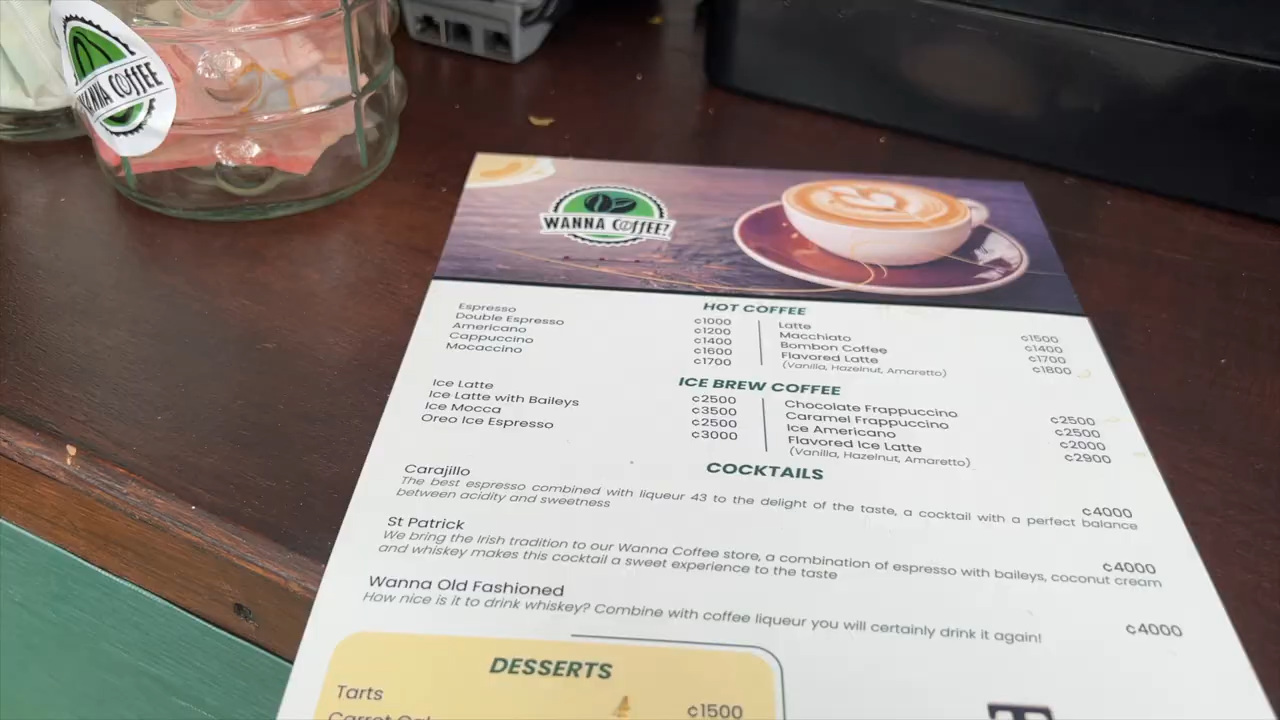 WANNA COFFEE
WANNA COFFEE?
HOT COFFEE
Espresso ¢1000
Double Espresso ¢1200
Americano ¢1400
Cappuccino ¢1600
Mocaccino ¢1700
Latte ¢1500
Macchiato ¢1400
Bombon Coffee ¢1700
Flavored Latte ¢1800
(Vanilla, Hazelnut, Amaretto)
ICE BREW COFFEE
Ice Latte ¢2500
Ice Latte with Baileys ¢3500
Ice Mocca ¢2500
Oreo Ice Espresso ¢3000
Chocolate Frappuccino ¢2500
Caramel Frappuccino ¢2500
Ice Americano ¢2000
Flavored Ice Latte ¢2900
(Vanilla, Hazelnut, Amaretto)
COCKTAILS
Carajillo ¢4000
The best espresso combined with liqueur 43 to the delight of the taste, a cocktail with a perfect balance
between acidity and sweetness
St Patrick ¢4000
We bring the Irish tradition to our Wanna Coffee store, a combination of espresso with baileys, coconut cream
and whiskey makes this cocktail a sweet experience to the taste
Wanna Old Fashioned ¢4000
How nice is it to drink whiskey? Combine with coffee liqueur you will certainly drink it again!
DESSERTS
Tarts ¢1500
Carrot